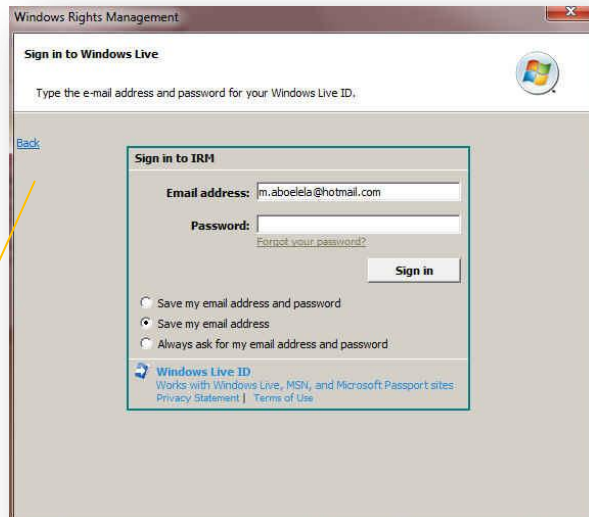 Windows Rights Management
Sign in to Windows Live
Type the e-mail address and password for your Windows Live ID.
Back
Sign in to IRM
Email address: m.aboelela@hotmail.com
Password:
Forgot your password?
Sign in
Save my email address and password
Save my email address
Always ask for my email address and password
Windows Live ID
Works with Windows Live, MSN, and Microsoft Passport sites
Privacy Statement | Terms of Use